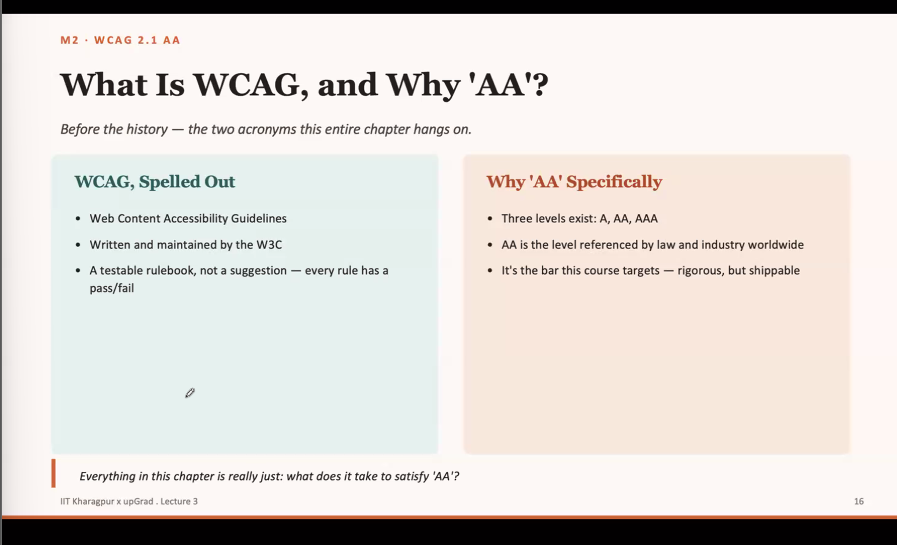 M2 · WCAG 2.1 AA
What Is WCAG, and Why 'AA'?
Before the history — the two acronyms this entire chapter hangs on.
WCAG, Spelled Out
• Web Content Accessibility Guidelines
• Written and maintained by the W3C
• A testable rulebook, not a suggestion — every rule has a
pass/fail
Why 'AA' Specifically
• Three levels exist: A, AA, AAA
• AA is the level referenced by law and industry worldwide
• It's the bar this course targets — rigorous, but shippable
Everything in this chapter is really just: what does it take to satisfy 'AA'?
IIT Kharagpur x upGrad . Lecture 3
16